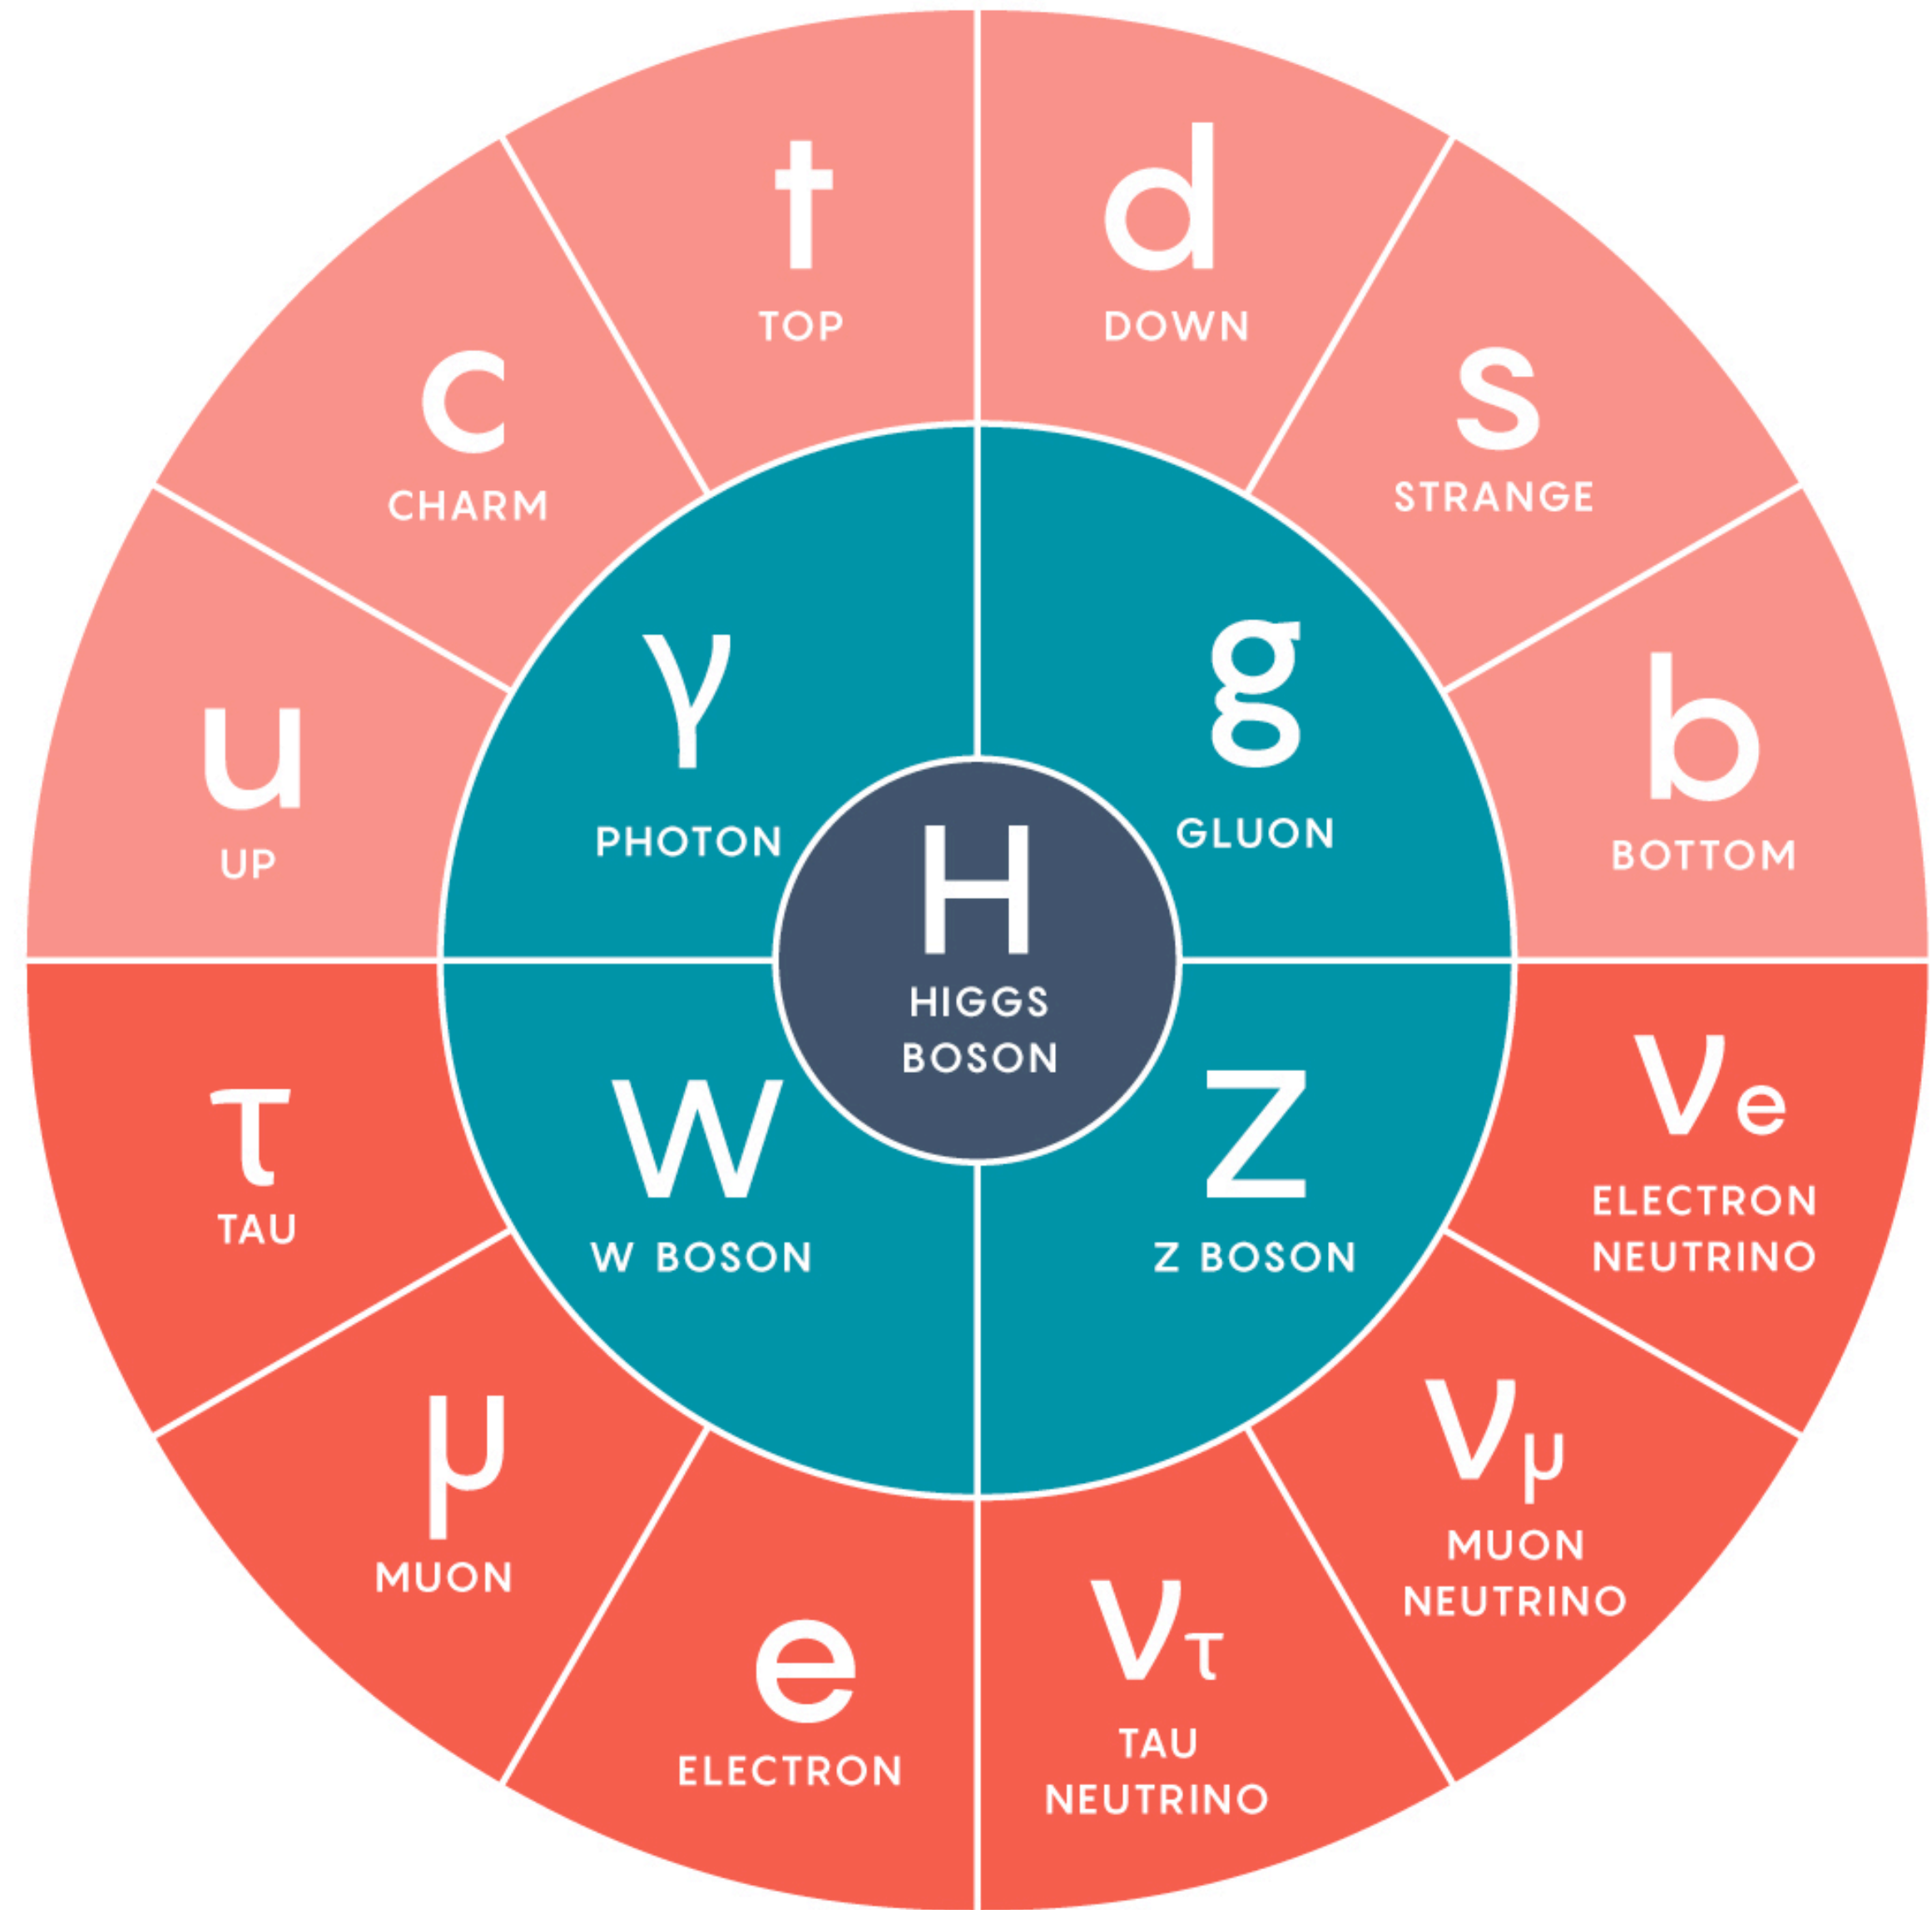 t
TOP
d
DOWN
c
CHARM
s
STRANGE
u
UP
b
BOTTOM
γ
PHOTON
g
GLUON
H
HIGGS
BOSON
W
W BOSON
Z
Z BOSON
τ
TAU
νe
ELECTRON
NEUTRINO
μ
MUON
νμ
MUON
NEUTRINO
e
ELECTRON
ντ
TAU
NEUTRINO